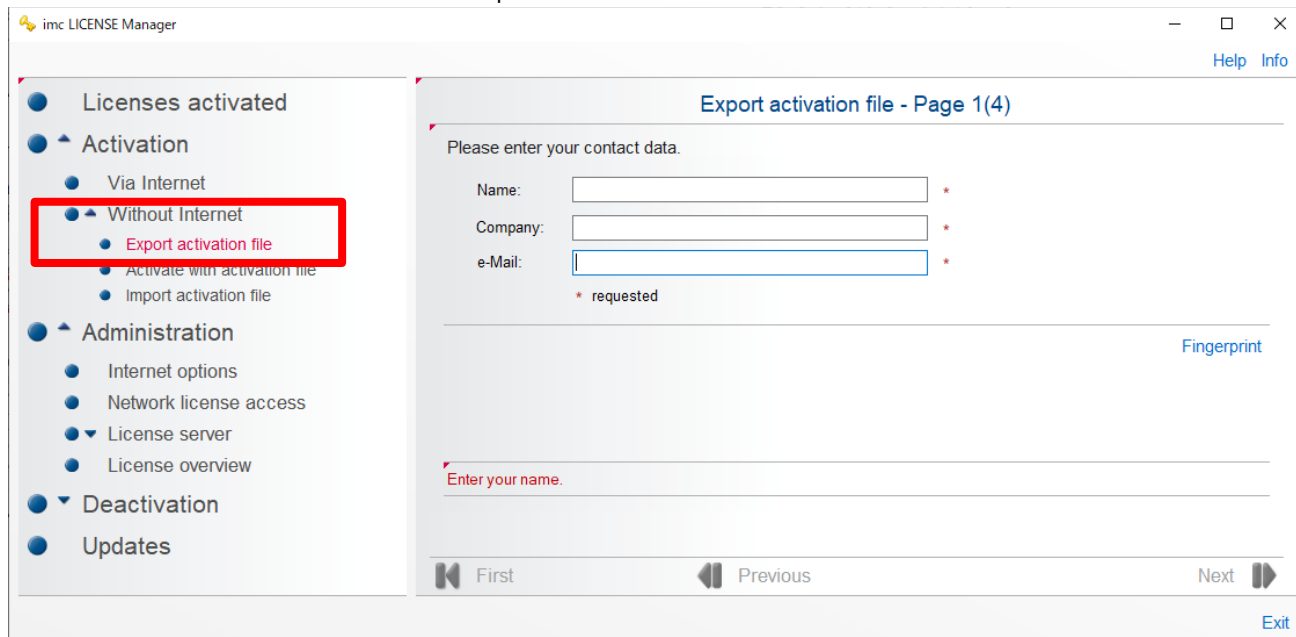 imc LICENSE Manager
Help Info
Licenses activated
Activation
Via Internet
Without Internet
Export activation file
Activate with activation file
Import activation file
Administration
Internet options
Network license access
License server
License overview
Deactivation
Updates
Export activation file - Page 1(4)
Please enter your contact data.
Name: *
Company: *
e-Mail: *
* requested
Fingerprint
Enter your name.
First Previous Next
Exit